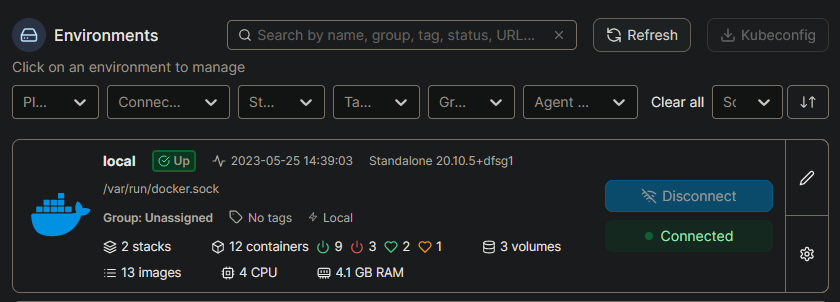 Environments
Search by name, group, tag, status, URL...
Refresh
Kubeconfig
Click on an environment to manage
Pl...
Connec...
St...
Ta...
Gr...
Agent ...
Clear all
local
Up
2023-05-25 14:39:03
Standalone 20.10.5+dfsg1
/var/run/docker.sock
Disconnect
Group: Unassigned
No tags
Local
Connected
2 stacks
12 containers
9
3
2
1
3 volumes
13 images
4 CPU
4.1 GB RAM